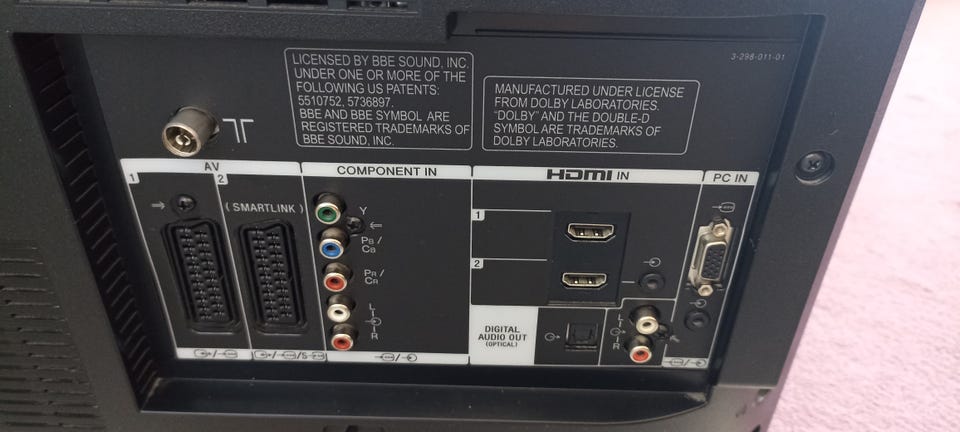 3-298-011-01
LICENSED BY BBE SOUND, INC.
UNDER ONE OR MORE OF THE
FOLLOWING US PATENTS:
5510752, 5736897.
BBE AND BBE SYMBOL ARE
REGISTERED TRADEMARKS OF
BBE SOUND, INC.
MANUFACTURED UNDER LICENSE
FROM DOLBY LABORATORIES.
"DOLBY" AND THE DOUBLE-D
SYMBOL ARE TRADEMARKS OF
DOLBY LABORATORIES.
AV
1
2
(SMARTLINK)
COMPONENT IN
Y
PB /
CB
PR /
CR
L
R
HDMI IN
1
2
DIGITAL
AUDIO OUT
(OPTICAL)
L
R
PC IN
/S